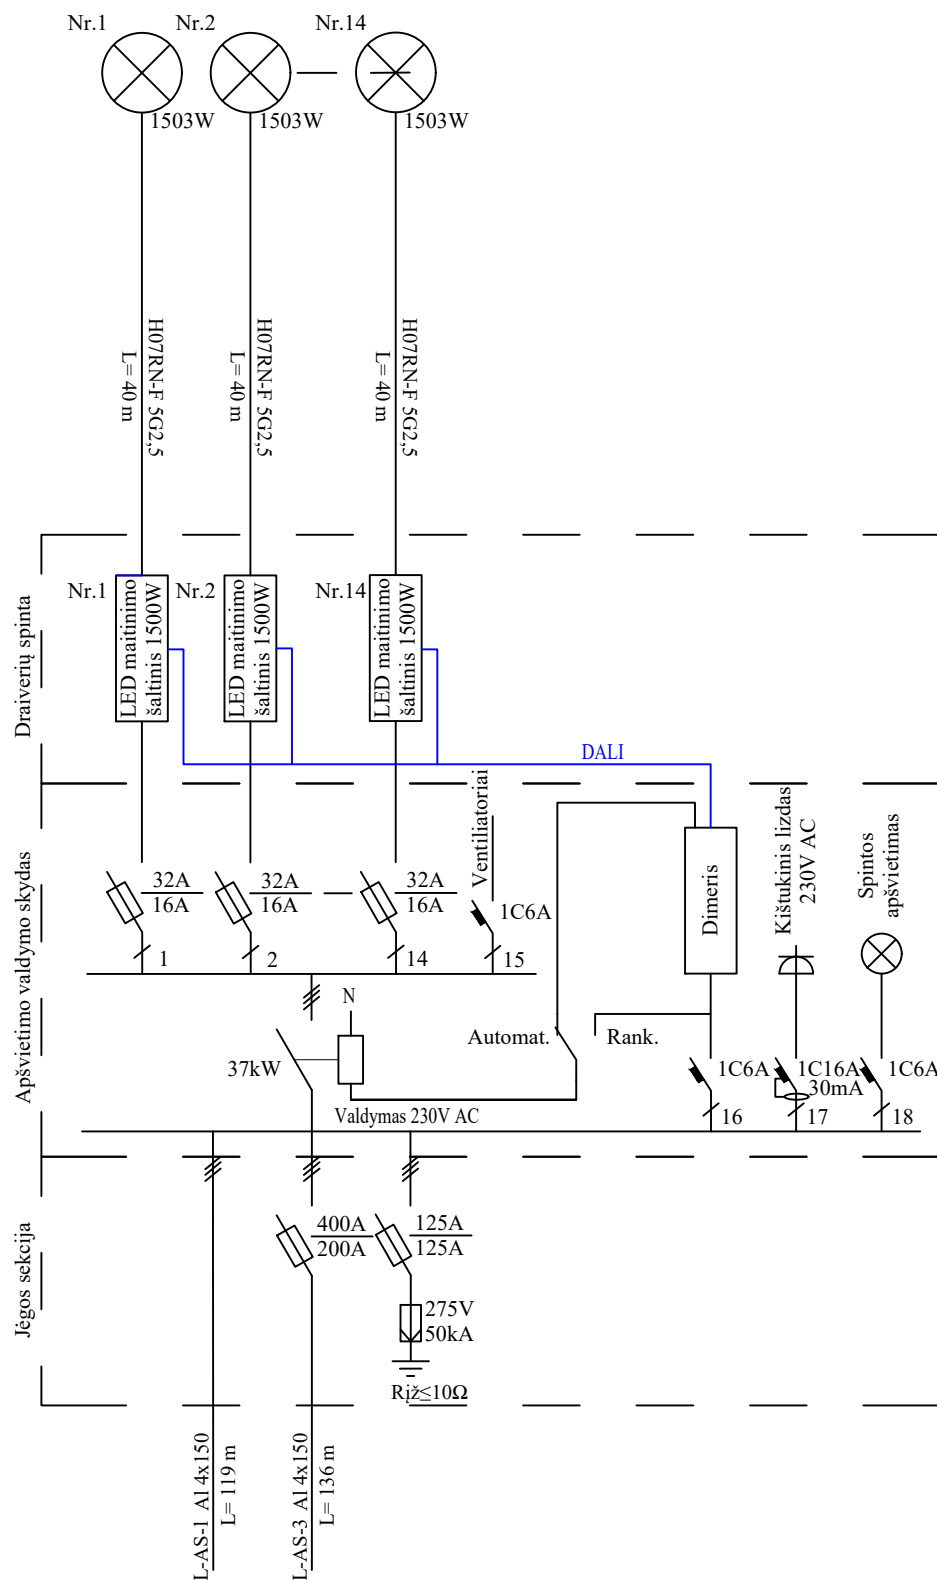 Nr.1
Nr.2
Nr.14
1503W
1503W
1503W
H07RN-F 5G2,5
L= 40 m
H07RN-F 5G2,5
L= 40 m
H07RN-F 5G2,5
L= 40 m
Draiverių spinta
Nr.1
LED maitinimo
šaltinis 1500W
Nr.2
LED maitinimo
šaltinis 1500W
Nr.14
LED maitinimo
šaltinis 1500W
DALI
Apšvietimo valdymo skydas
32A
16A
1
32A
16A
2
32A
16A
14
Ventiliatoriai
1C6A
15
Dimeris
Kištukinis lizdas
230V AC
Spintos
apšvietimas
N
37kW
Automat.
Rank.
Valdymas 230V AC
1C6A
16
1C16A
30mA
17
1C6A
18
Jėgos sekcija
400A
200A
125A
125A
275V
50kA
Rįž≤10Ω
L-AS-1 Al 4x150
L= 119 m
L-AS-3 Al 4x150
L= 136 m